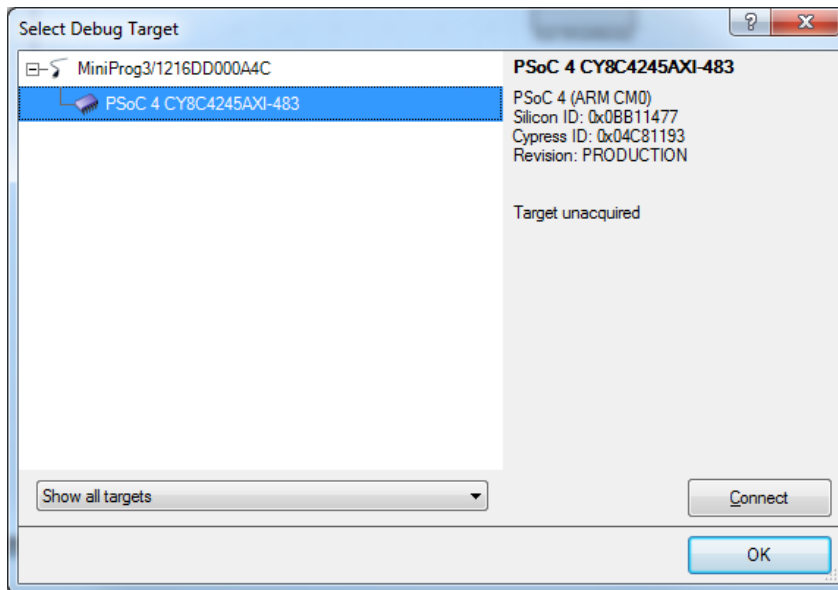 Select Debug Target
MiniProg3/1216DD000A4C
PSoC 4 CY8C4245AXI-483
PSoC 4 CY8C4245AXI-483
PSoC 4 (ARM CM0)
Silicon ID: 0x0BB11477
Cypress ID: 0x04C81193
Revision: PRODUCTION
Target unacquired
Show all targets
Connect
OK